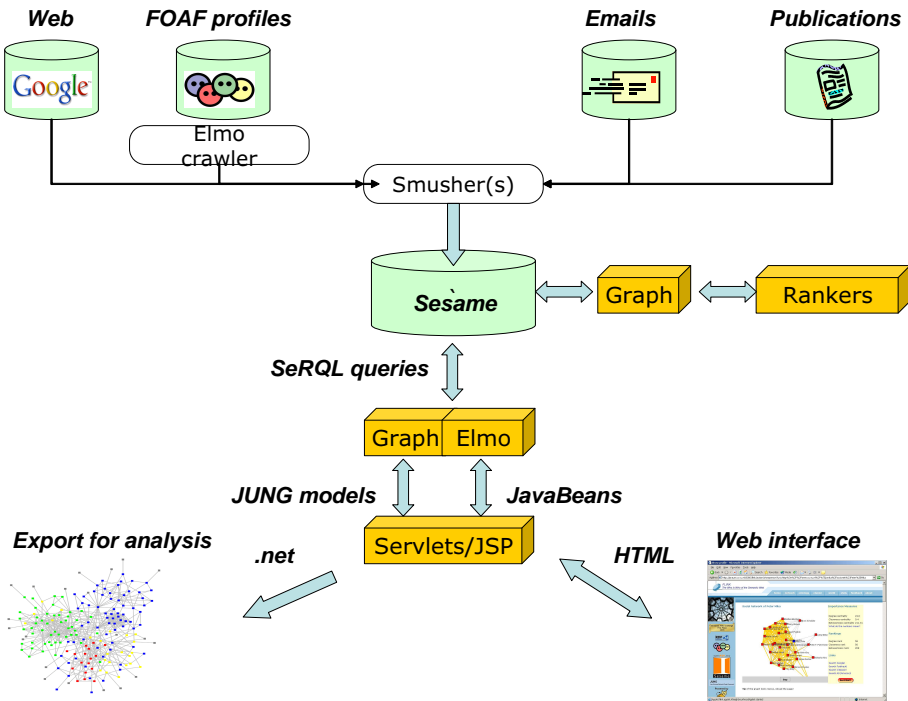 Web
FOAF profiles
Emails
Publications
Google
Elmo
crawler
Smusher(s)
Sesame
Graph
Rankers
SeRQL queries
Graph
Elmo
JUNG models
JavaBeans
Export for analysis
.net
Servlets/JSP
HTML
Web interface